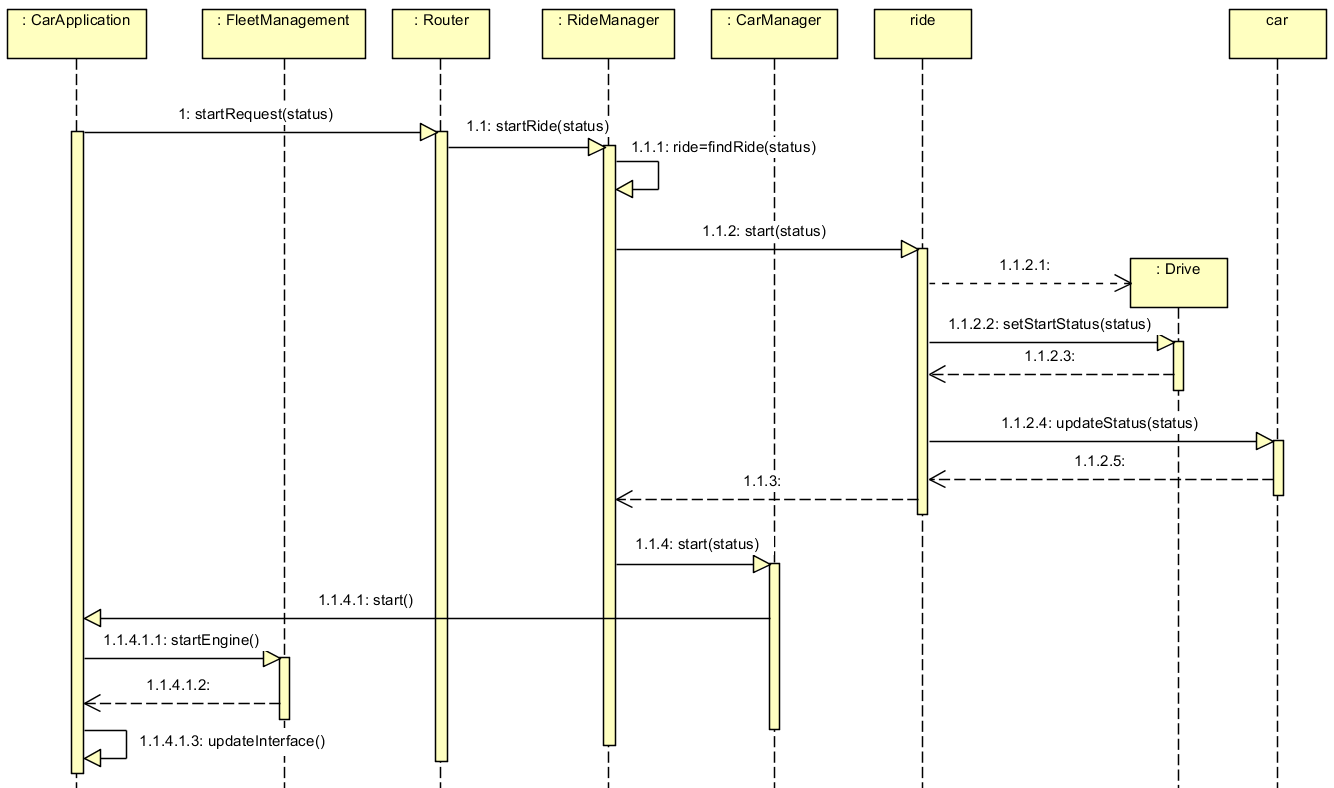 : CarApplication
: FleetManagement
: Router
: RideManager
: CarManager
ride
car
1: startRequest(status)
1.1: startRide(status)
1.1.1: ride=findRide(status)
1.1.2: start(status)
1.1.2.1:
: Drive
1.1.2.2: setStartStatus(status)
1.1.2.3:
1.1.2.4: updateStatus(status)
1.1.2.5:
1.1.3:
1.1.4: start(status)
1.1.4.1: start()
1.1.4.1.1: startEngine()
1.1.4.1.2:
1.1.4.1.3: updateInterface()